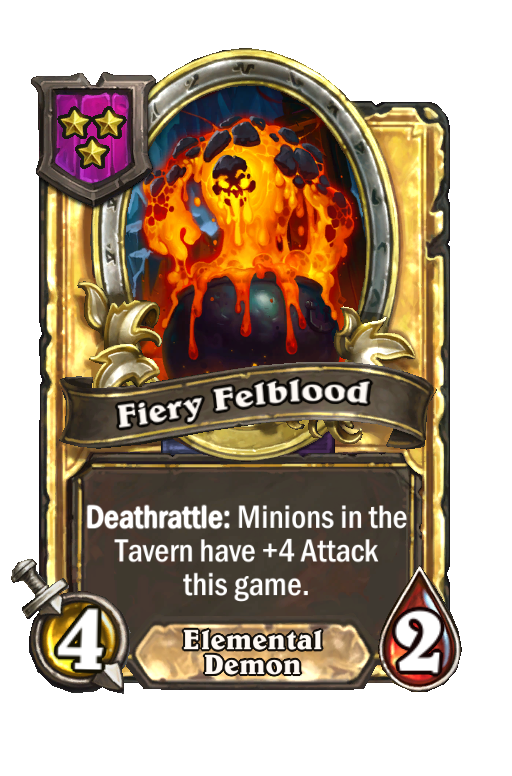 Fiery Felblood
Deathrattle: Minions in the
Tavern have +4 Attack
this game.
4
Elemental
Demon
2